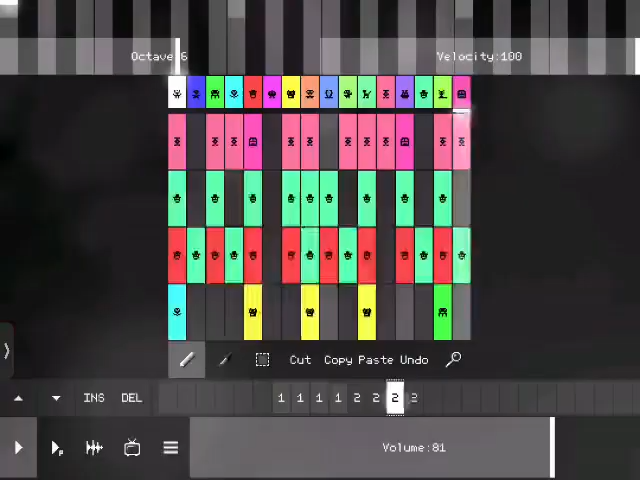 Octave:6 Velocity:100
Cut Copy Paste Undo
INS DEL 1 1 1 1 2 2 2 3
Volume:81